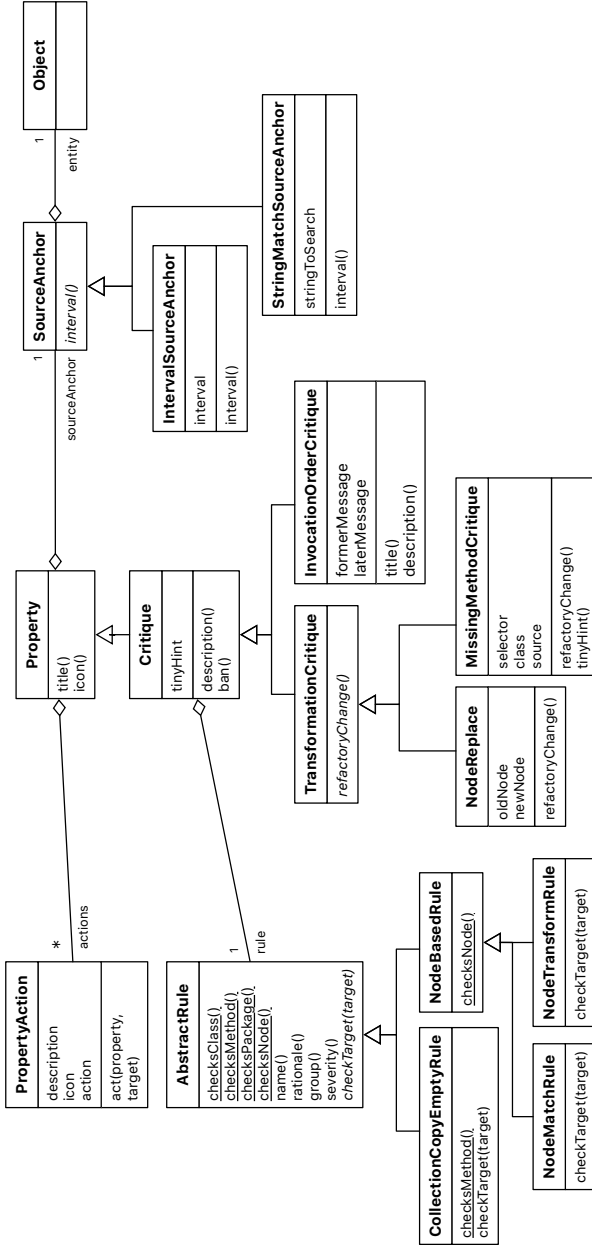 PropertyAction
description
icon
action
act(property,
target)
*
actions
Property
title()
icon()
sourceAnchor
1
SourceAnchor
interval()
1
entity
Object
AbstractRule
checksClass()
checksMethod()
checksPackage()
checksNode()
name()
rationale()
group()
severity()
checkTarget(target)
1
rule
Critique
tinyHint
description()
ban()
IntervalSourceAnchor
interval
interval()
StringMatchSourceAnchor
stringToSearch
interval()
TransformationCritique
refactoryChange()
InvocationOrderCritique
formerMessage
laterMessage
title()
description()
CollectionCopyEmptyRule
checksMethod()
checkTarget(target)
NodeBasedRule
checksNode()
NodeReplace
oldNode
newNode
refactoryChange()
MissingMethodCritique
selector
class
source
refactoryChange()
tinyHint()
NodeMatchRule
checkTarget(target)
NodeTransformRule
checkTarget(target)